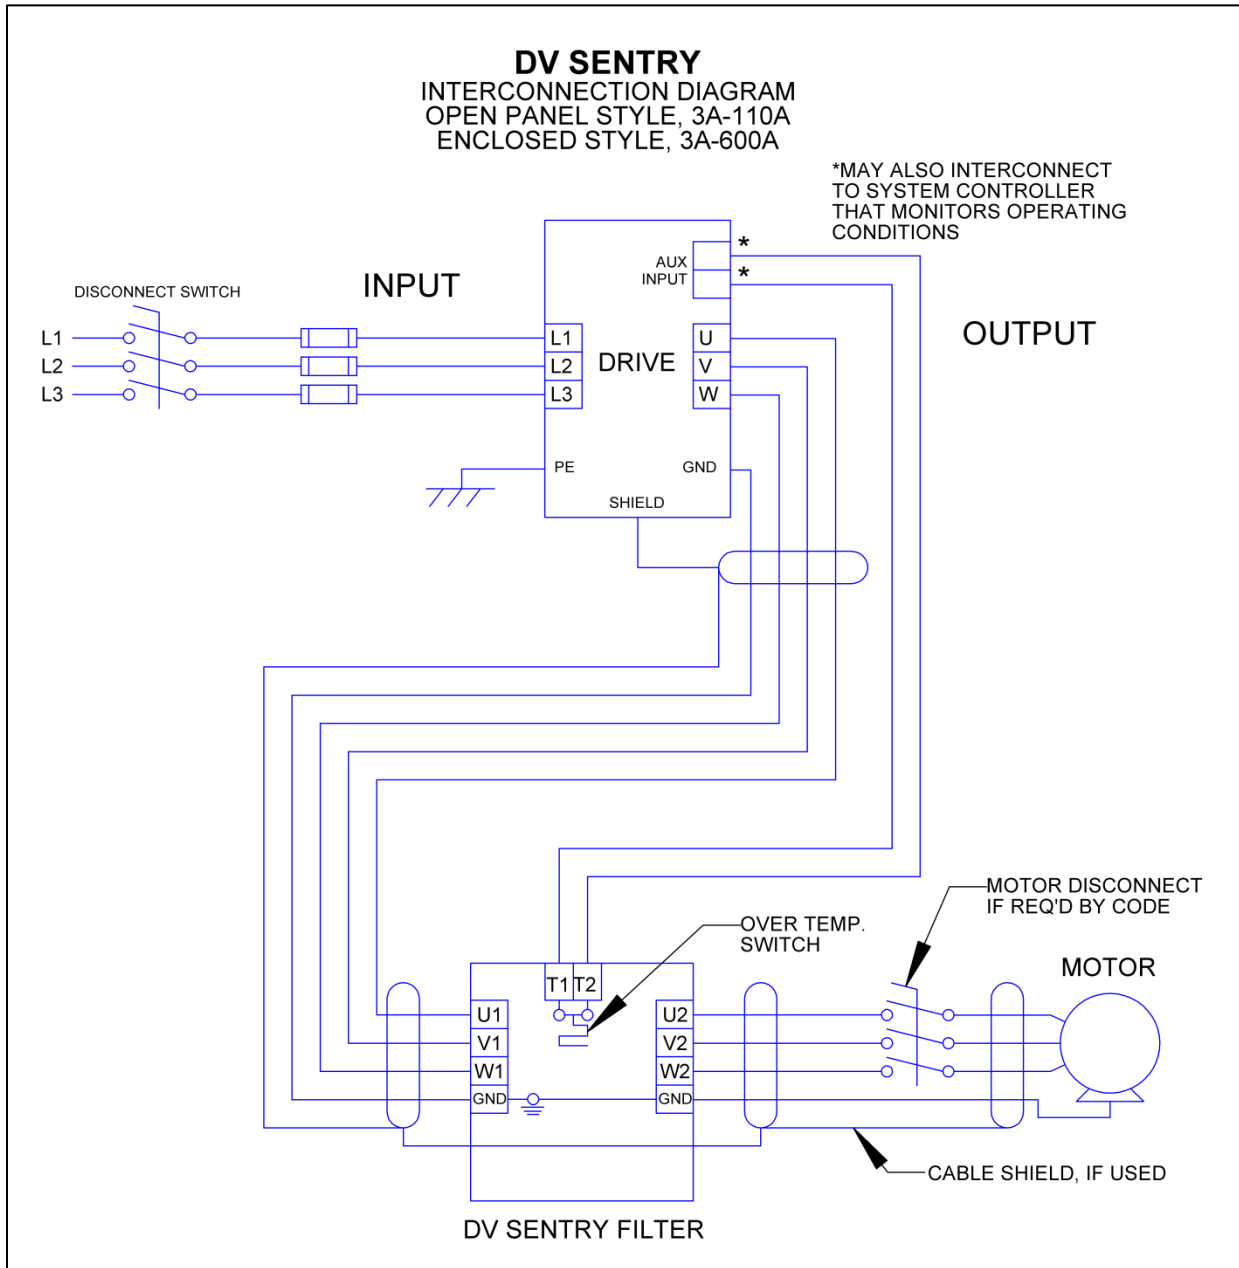 DV SENTRY
INTERCONNECTION DIAGRAM
OPEN PANEL STYLE, 3A-110A
ENCLOSED STYLE, 3A-600A
*MAY ALSO INTERCONNECT
TO SYSTEM CONTROLLER
THAT MONITORS OPERATING
CONDITIONS
*
AUX
INPUT
*
INPUT
DISCONNECT SWITCH
OUTPUT
L1
L2
L3
L1
L2
L3
DRIVE
U
V
W
PE
GND
SHIELD
MOTOR DISCONNECT
IF REQ'D BY CODE
OVER TEMP.
SWITCH
MOTOR
T1
T2
U1
V1
W1
GND
U2
V2
W2
GND
CABLE SHIELD, IF USED
DV SENTRY FILTER